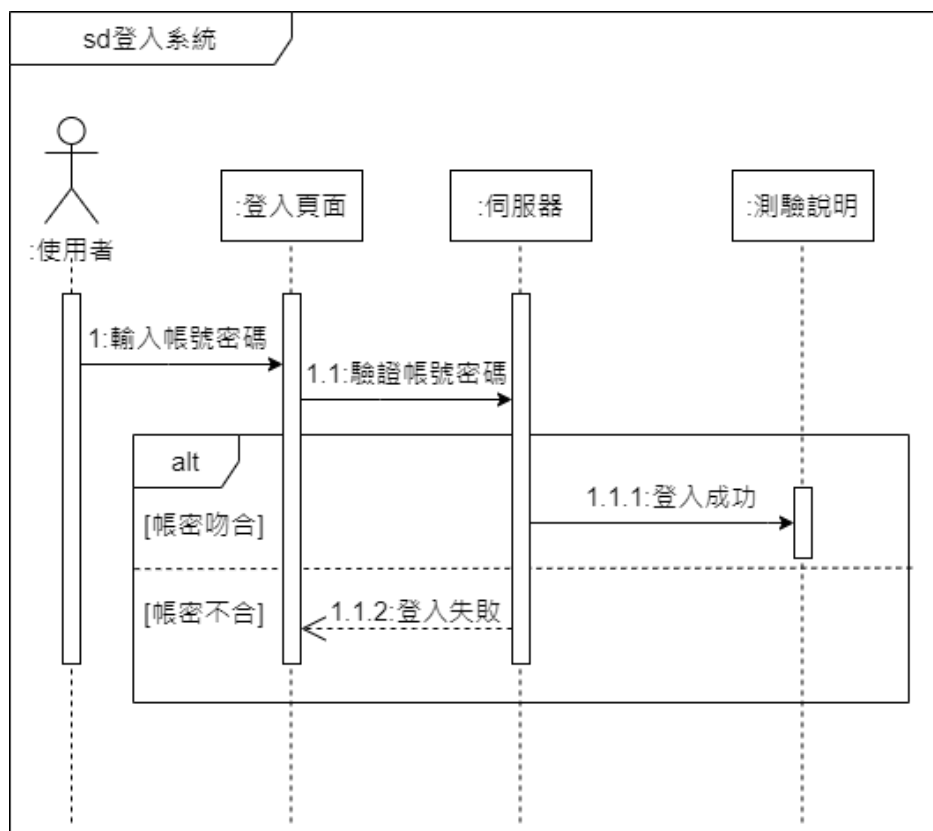 sd登入系統
:使用者
:登入頁面
:伺服器
:測驗說明
1:輸入帳號密碼
1.1:驗證帳號密碼
alt
[帳密吻合]
1.1.1:登入成功
[帳密不合]
1.1.2:登入失敗